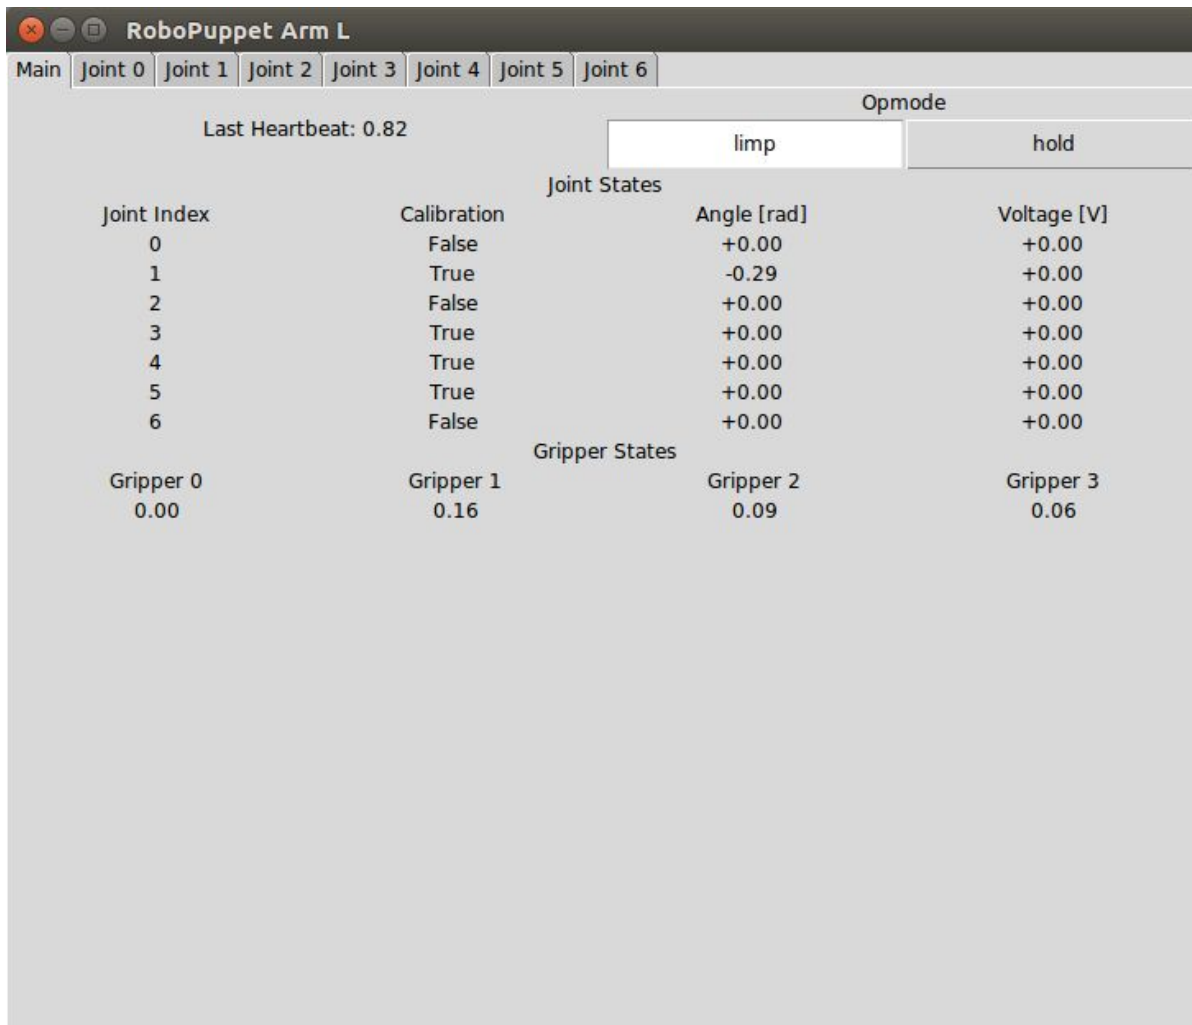 RoboPuppet Arm L
Main Joint 0 Joint 1 Joint 2 Joint 3 Joint 4 Joint 5 Joint 6
Opmode
Last Heartbeat: 0.82
limp hold
Joint States
Joint Index Calibration Angle [rad] Voltage [V]
0 False +0.00 +0.00
1 True -0.29 +0.00
2 False +0.00 +0.00
3 True +0.00 +0.00
4 True +0.00 +0.00
5 True +0.00 +0.00
6 False +0.00 +0.00
Gripper States
Gripper 0 Gripper 1 Gripper 2 Gripper 3
0.00 0.16 0.09 0.06